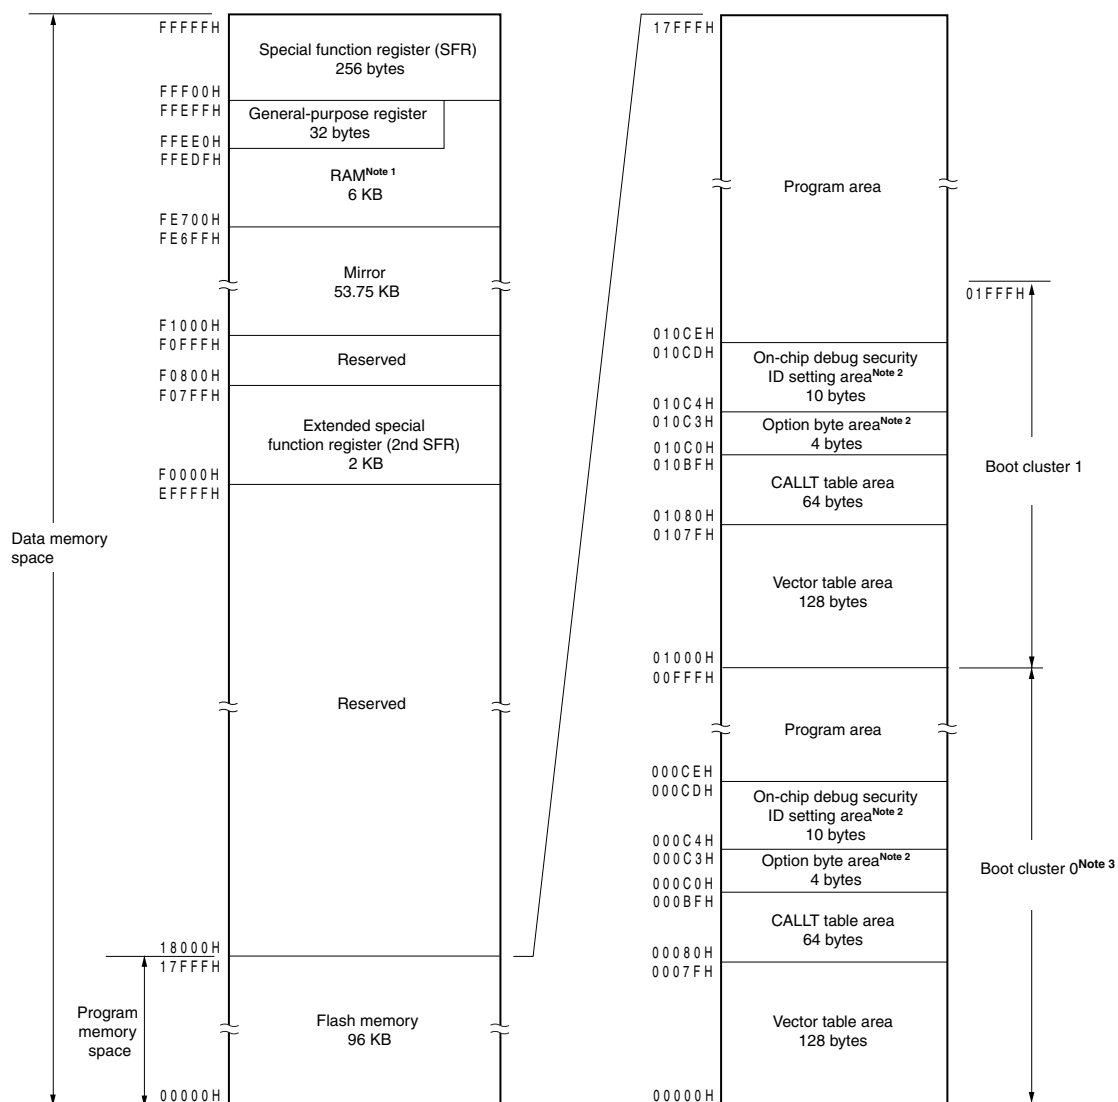 FFFFFH
Special function register (SFR)
256 bytes
FFF00H
FFEFFH
General-purpose register
32 bytes
FFEE0H
FFEDFH
RAMNote 1
6 KB
FE700H
FE6FFH
Mirror
53.75 KB
F1000H
F0FFFH
Reserved
F0800H
F07FFH
Extended special
function register (2nd SFR)
2 KB
F0000H
EFFFFH
Data memory
space
Reserved
18000H
17FFFH
Program
memory
space
Flash memory
96 KB
00000H
17FFFH
Program area
01FFFH
010CEH
010CDH
On-chip debug security
ID setting areaNote 2
10 bytes
010C4H
010C3H
Option byte areaNote 2
4 bytes
010C0H
010BFH
CALLT table area
64 bytes
Boot cluster 1
01080H
0107FH
Vector table area
128 bytes
01000H
00FFFH
Program area
000CEH
000CDH
On-chip debug security
ID setting areaNote 2
10 bytes
000C4H
000C3H
Option byte areaNote 2
4 bytes
Boot cluster 0Note 3
000C0H
000BFH
CALLT table area
64 bytes
00080H
0007FH
Vector table area
128 bytes
00000H